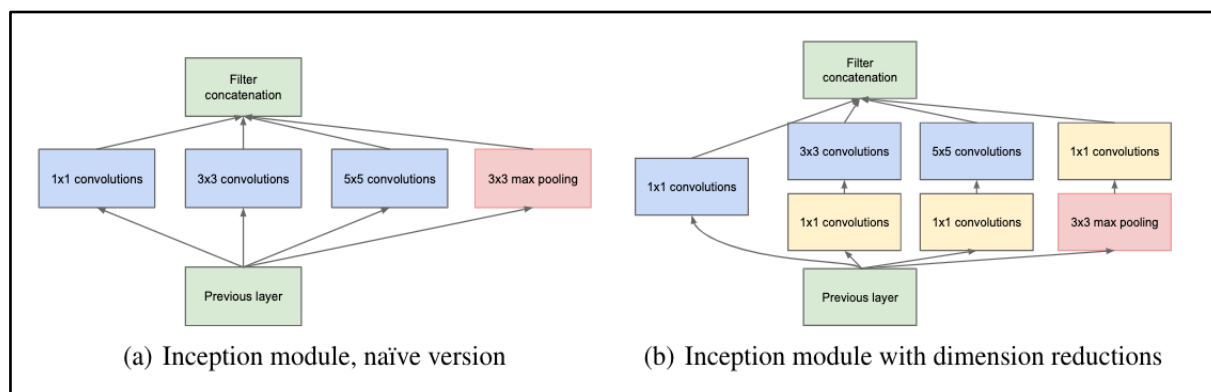 Filter
concatenation
1x1 convolutions
3x3 convolutions
5x5 convolutions
3x3 max pooling
Previous layer
(a) Inception module, naïve version
Filter
concatenation
3x3 convolutions
5x5 convolutions
1x1 convolutions
1x1 convolutions
1x1 convolutions
1x1 convolutions
3x3 max pooling
Previous layer
(b) Inception module with dimension reductions